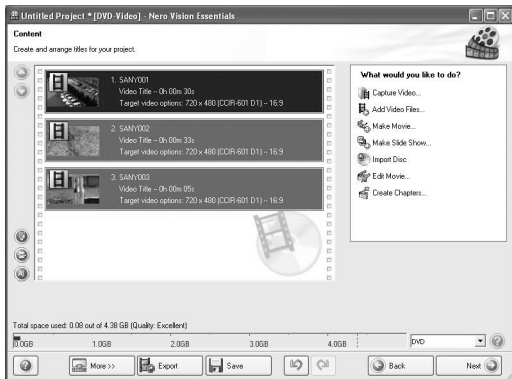 Untitled Project *[DVD-Video] - Nero Vision Essentials
Content
Create and arrange titles for your project.
1. SANY001
Video Title -- 0h 00m 30s
Target video options: 720 x 480 (CCIR-601 D1) -- 16:9
2. SANY002
Video Title -- 0h 00m 33s
Target video options: 720 x 480 (CCIR-601 D1) -- 16:9
3. SANY003
Video Title -- 0h 00m 05s
Target video options: 720 x 480 (CCIR-601 D1) -- 16:9
What would you like to do?
Capture Video...
Add Video Files...
Make Movie...
Make Slide Show...
Import Disc
Edit Movie...
Create Chapters...
Total space used: 0.08 out of 4.38 GB (Quality: Excellent)
0.0GB 1.0GB 2.0GB 3.0GB 4.0GB DVD
More >> Export Save Back Next